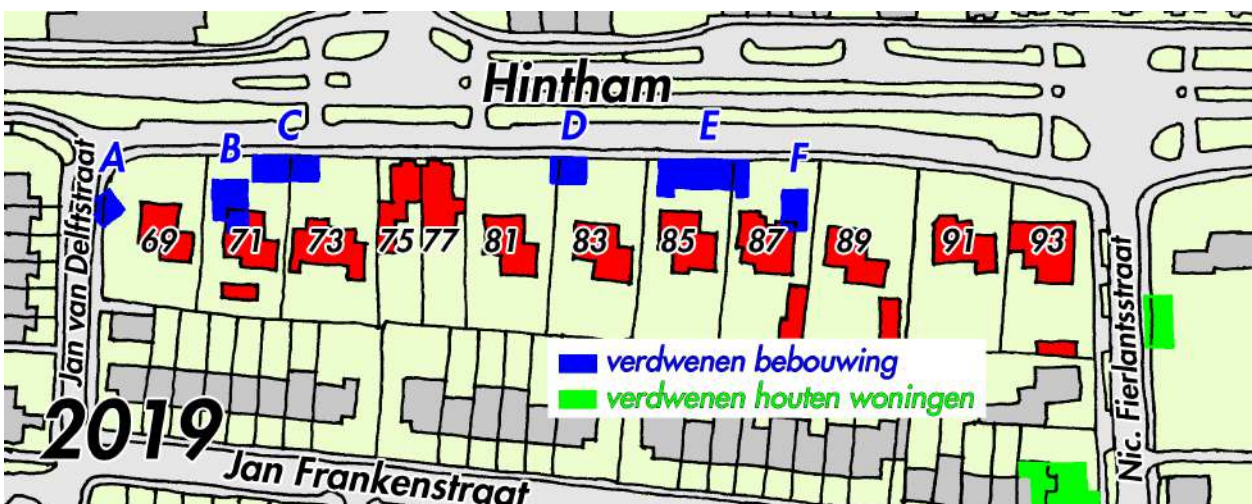 Hintham
A
B
C
D
E
F
69
71
73
75
77
81
83
85
87
89
91
93
Jan van Delftstraat
verdwenen bebouwing
verdwenen houten woningen
Nic. Fierlantsstraat
2019
Jan Frankenstraat